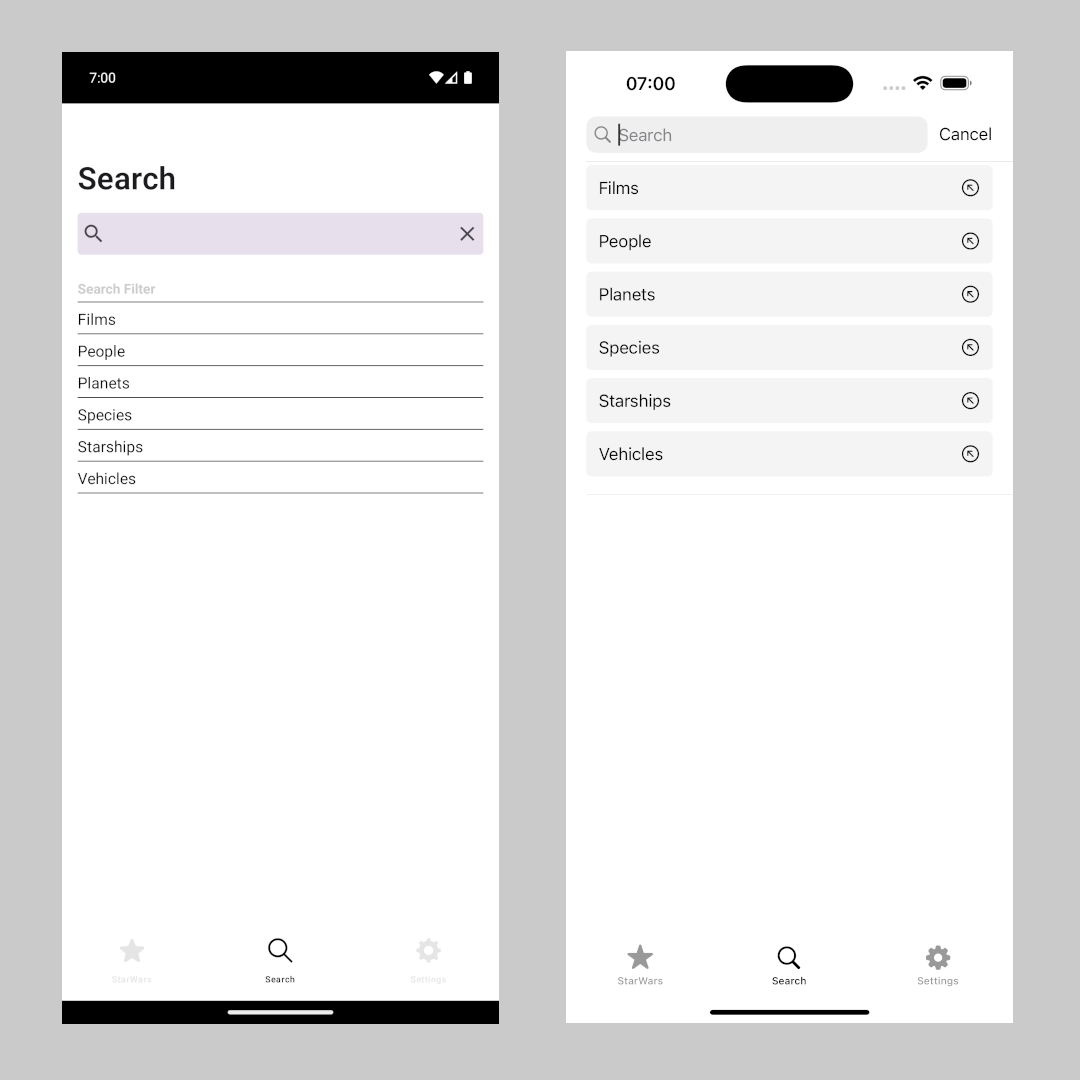 7:00
Search
Search Filter
Films
People
Planets
Species
Starships
Vehicles
StarWars
Search
Settings
07:00
Search
Cancel
Films
People
Planets
Species
Starships
Vehicles
StarWars
Search
Settings